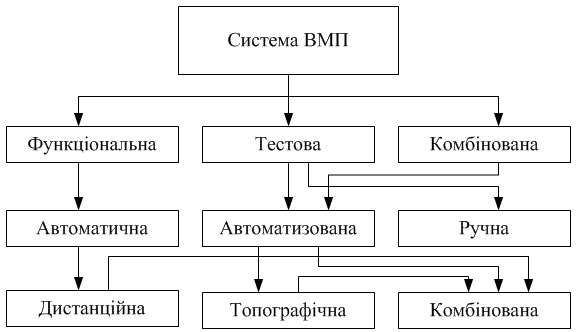 Система ВМП
Функціональна
Тестова
Комбінована
Автоматична
Автоматизована
Ручна
Дистанційна
Топографічна
Комбінована